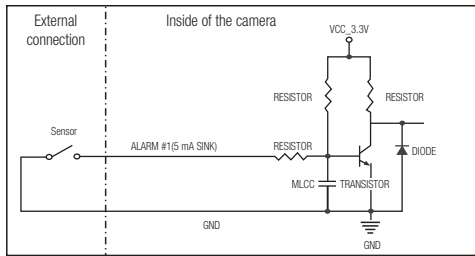 External
connection
Inside of the camera
VCC_3.3V
RESISTOR
RESISTOR
Sensor
ALARM #1(5 mA SINK)
RESISTOR
DIODE
MLCC
TRANSISTOR
GND
GND